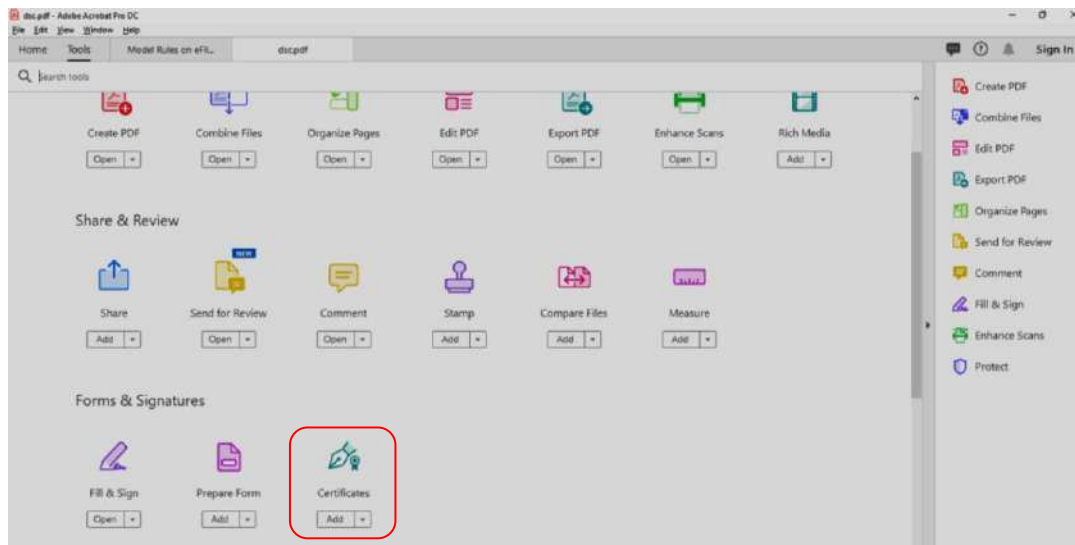 dsc.pdf - Adobe Acrobat Pro DC
File Edit View Window Help
Home Tools Model Rules on eFil... dsc.pdf Sign In
Search tools
Create PDF Combine Files Organize Pages Edit PDF Export PDF Enhance Scans Rich Media
Open Open Open Open Open Open Add
Share & Review
NEW
Share Send for Review Comment Stamp Compare Files Measure
Add Open Open Add Add Add
Forms & Signatures
Fill & Sign Prepare Form Certificates
Open Add Add
Create PDF
Combine Files
Edit PDF
Export PDF
Organize Pages
Send for Review
Comment
Fill & Sign
Enhance Scans
Protect